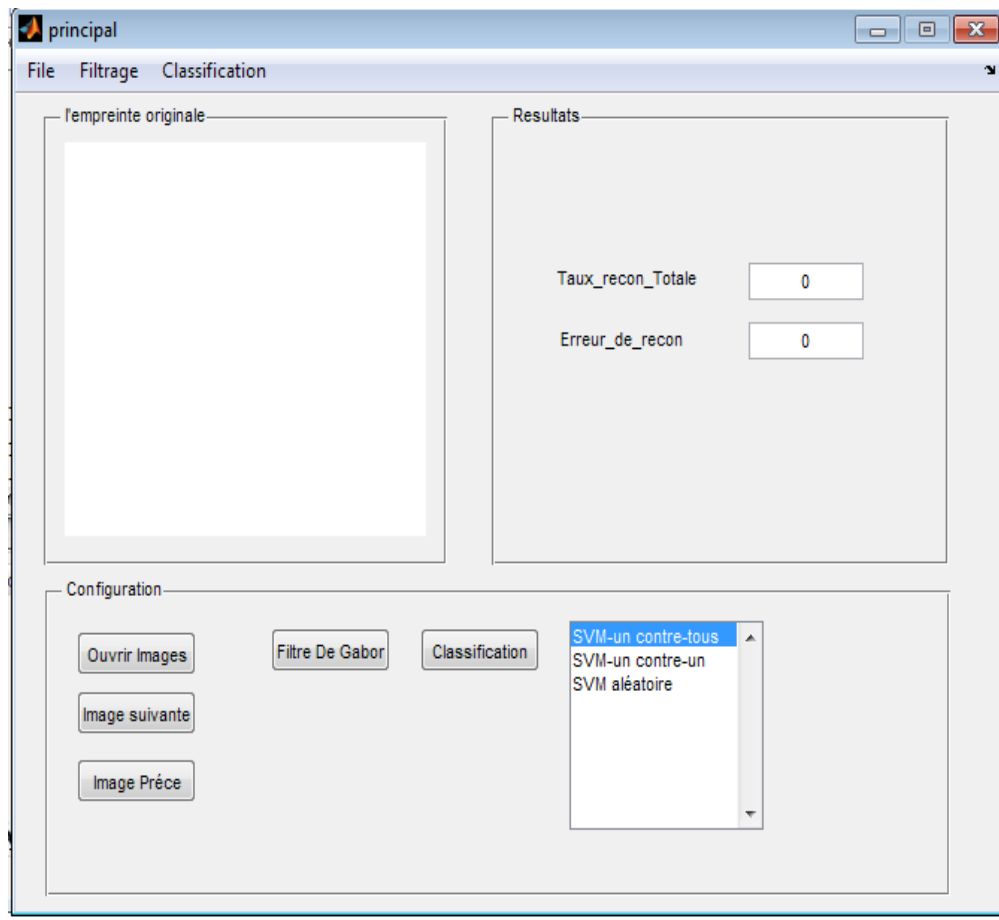 principal
File Filtrage Classification
l'empreinte originale
Resultats
Taux_recon_Totale 0
Erreur_de_recon 0
Configuration
Ouvrir Images
Filtre De Gabor
Classification
SVM-un contre-tous
SVM-un contre-un
SVM aléatoire
Image suivante
Image Préce